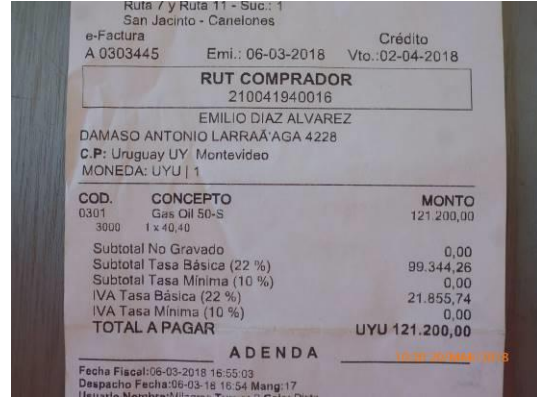 Ruta 7 y Ruta 11 - Suc.: 1
San Jacinto - Canelones
e-Factura Crédito
A 0303445 Emi.: 06-03-2018 Vto.:02-04-2018
RUT COMPRADOR
210041940016
EMILIO DIAZ ALVAREZ
DAMASO ANTONIO LARRAÃ'AGA 4228
C.P: Uruguay UY Montevideo
MONEDA: UYU | 1
COD. CONCEPTO MONTO
0301 Gas Oil 50-S 121.200,00
3000 1 x 40,40
Subtotal No Gravado 0,00
Subtotal Tasa Básica (22 %) 99.344,26
Subtotal Tasa Mínima (10 %) 0,00
IVA Tasa Básica (22 %) 21.855,74
IVA Tasa Mínima (10 %) 0,00
TOTAL A PAGAR UYU 121.200,00
ADENDA
Fecha Fiscal:06-03-2018 16:55:03
Despacho Fecha:06-03-18 16:54 Mang:17